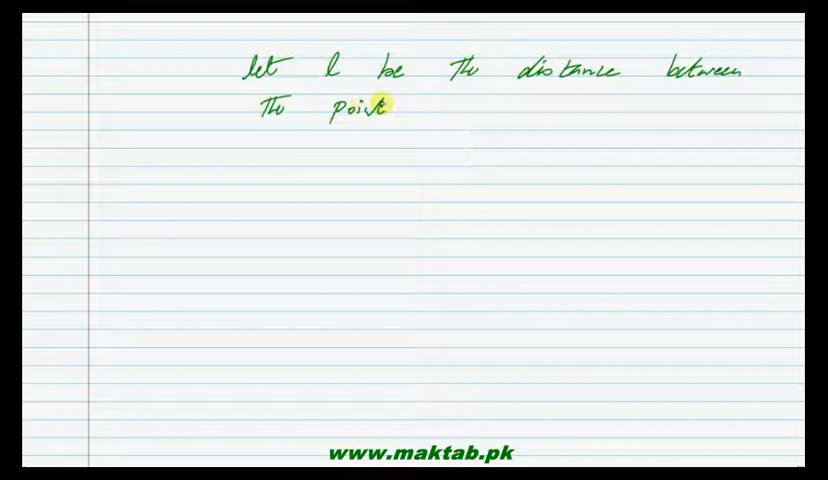 let l be the distance between
the point
www.maktab.pk